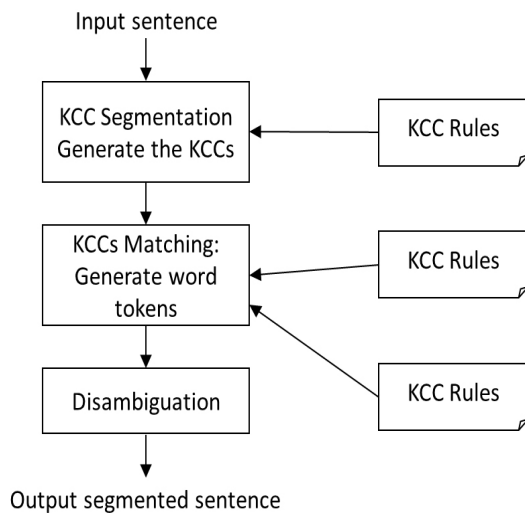 Input sentence
KCC Segmentation
Generate the KCCs
KCC Rules
KCCs Matching:
Generate word
tokens
KCC Rules
KCC Rules
Disambiguation
Output segmented sentence